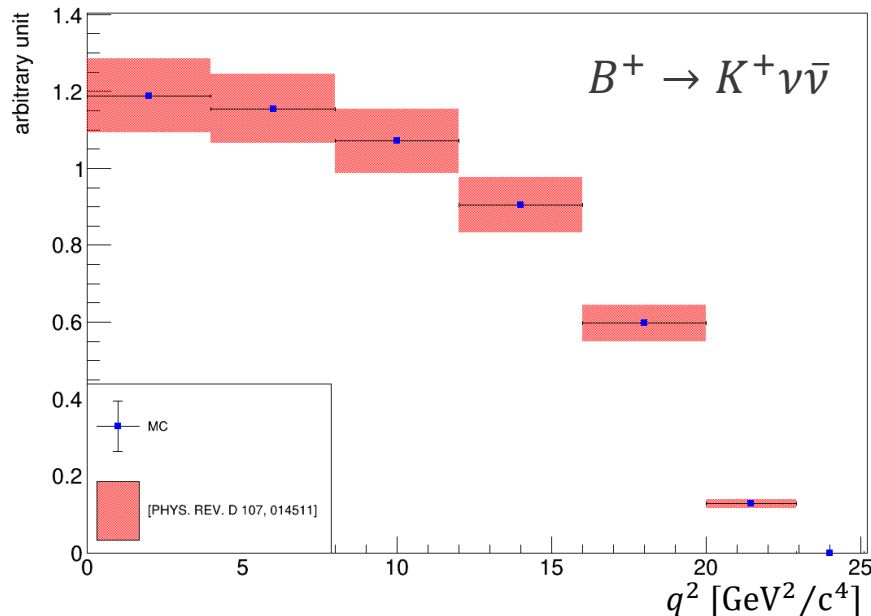 arbitrary unit
1.4
1.2
1
0.8
0.6
0.4
0.2
0
B⁺ → K⁺νν̄
MC
[PHYS. REV. D 107, 014511]
0 5 10 15 20 25
q² [GeV²/c⁴]